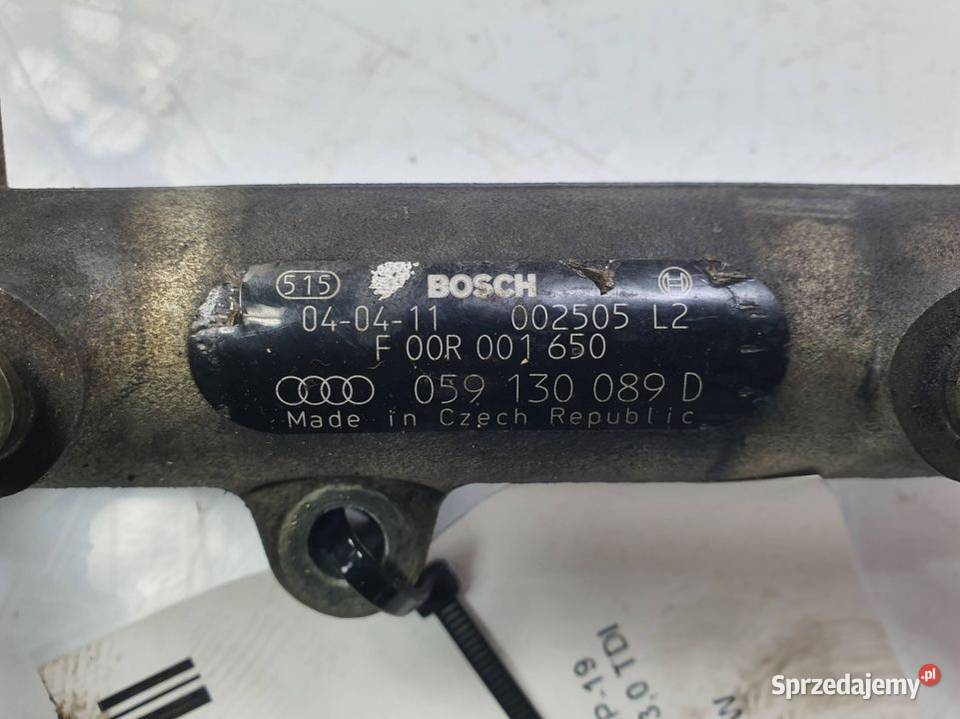 515 BOSCH
04-04-11 002505 L2
F 00R 001 650
059 130 089 D
Made in Czech Republic
P-19
3,0 TDI
W
Sprzedajemy.pl